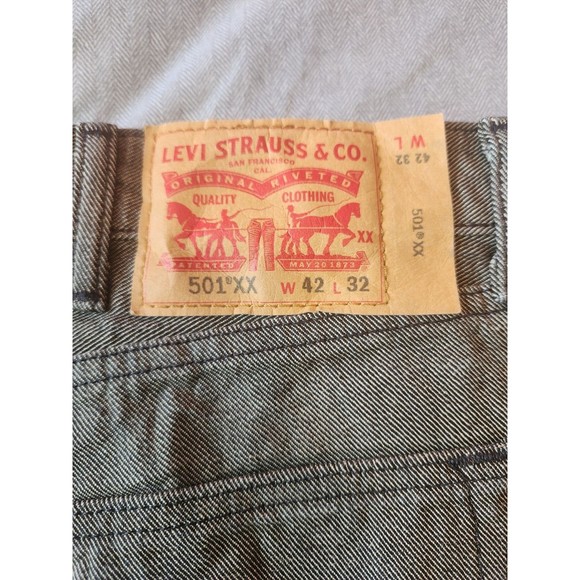 LEVI STRAUSS & CO.
SAN FRANCISCO
CAL.
ORIGINAL RIVETED
QUALITY CLOTHING
XX
PATENTED MAY 20 1873
501®XX W 42 L 32
W L
42 32
501®XX